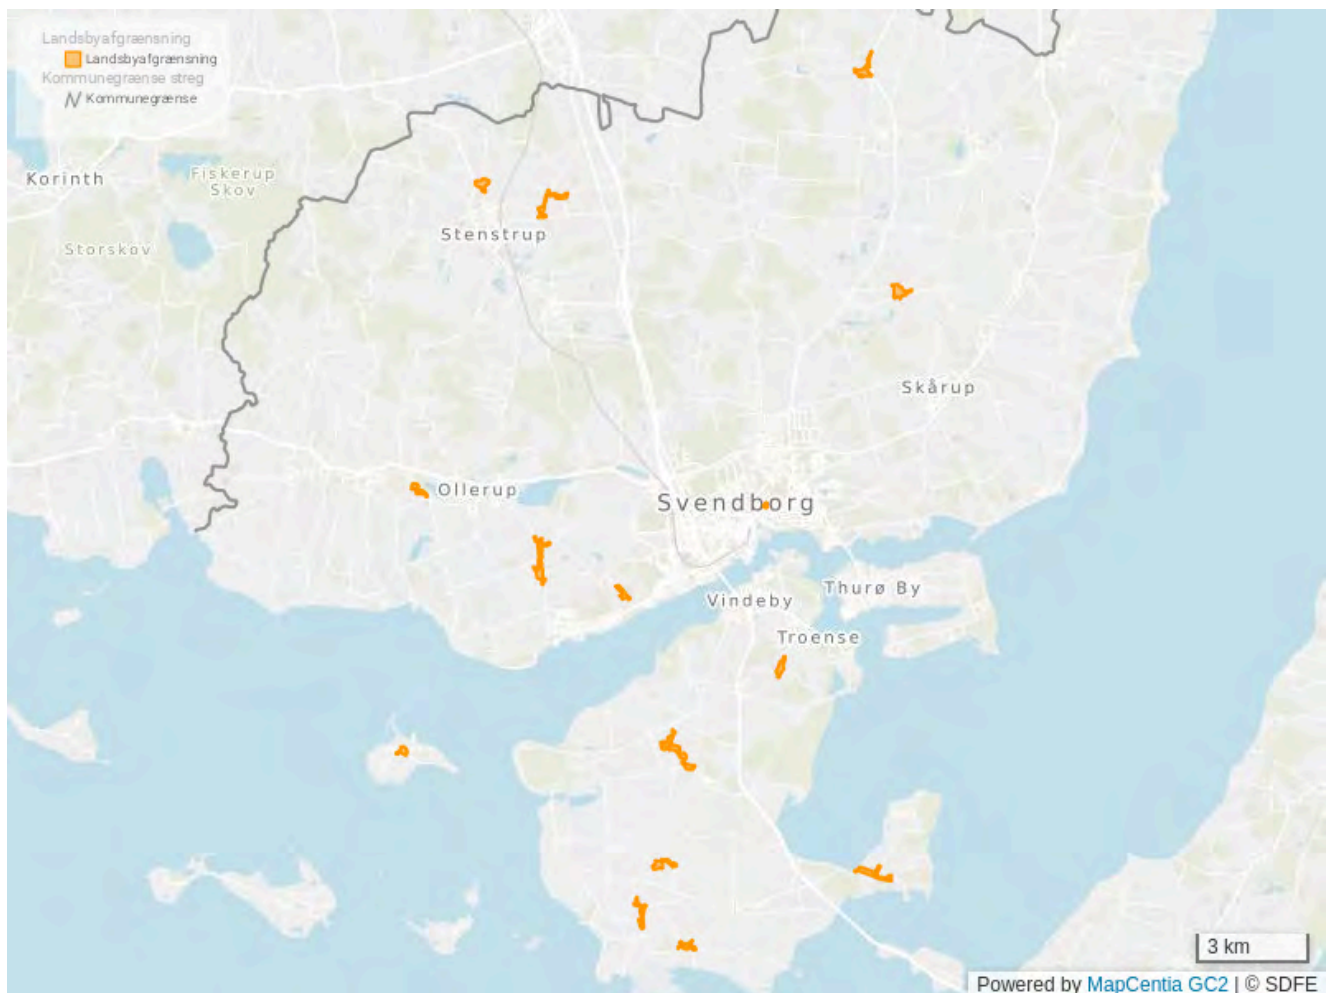 Landsbyafgrænsning
Landsbyafgrænsning
Kommunegrænse streg
Kommunegrænse
Korinth
Fiskerup
Skov
Storskov
Stenstrup
Skårup
Ollerup
Svendborg
Thurø By
Vindeby
Troense
3 km
Powered by MapCentia GC2 | © SDFE